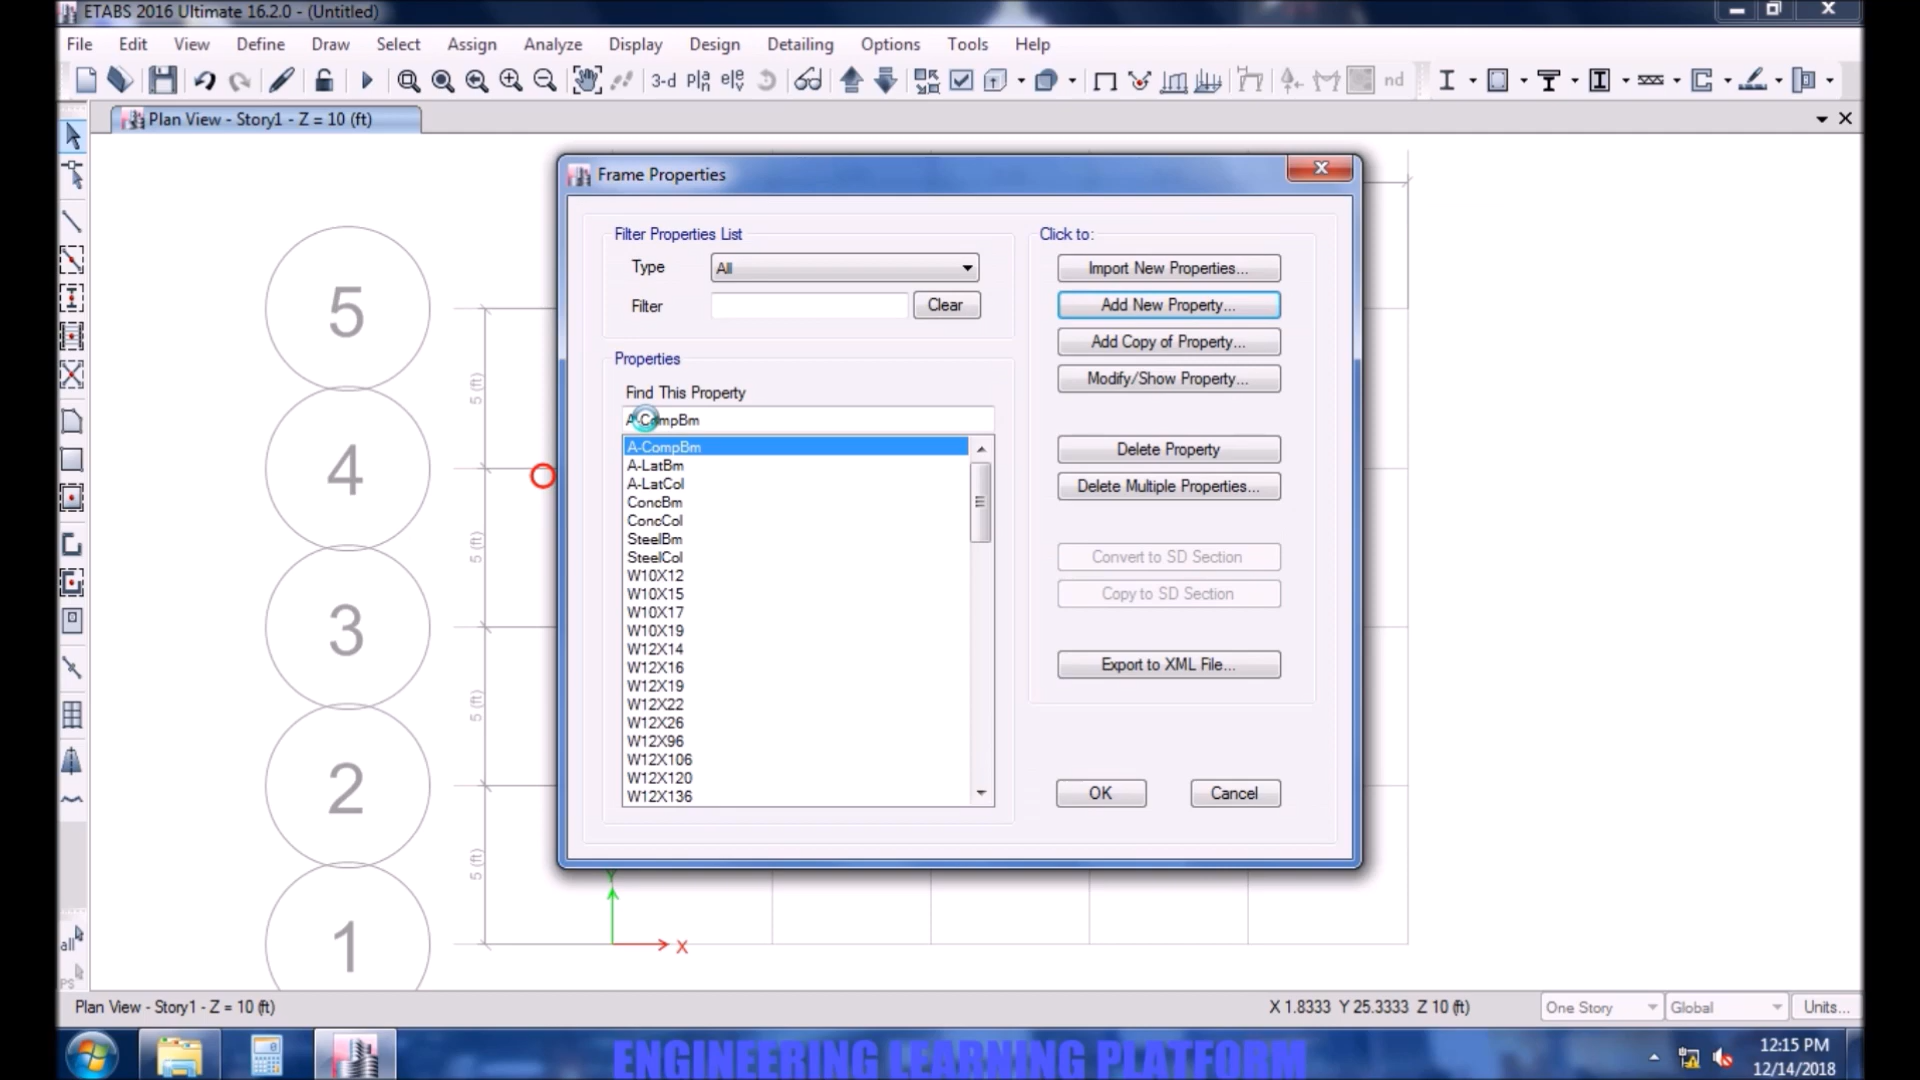 ETABS 2016 Ultimate 16.2.0 - (Untitled)
File Edit View Define Draw Select Assign Analyze Display Design Detailing Options Tools Help
3-d pla ele nd
Plan View - Story1 - Z = 10 (ft)
Frame Properties
Filter Properties List
Type All
Filter Clear
Properties
Find This Property
A-CompBm
A-CompBm
A-LatBm
A-LatCol
ConcBm
ConcCol
SteelBm
SteelCol
W10X12
W10X15
W10X17
W10X19
W12X14
W12X16
W12X19
W12X22
W12X26
W12X96
W12X106
W12X120
W12X136
Click to:
Import New Properties...
Add New Property...
Add Copy of Property...
Modify/Show Property...
Delete Property
Delete Multiple Properties...
Convert to SD Section
Copy to SD Section
Export to XML File...
OK Cancel
5
5 (ft)
4
5 (ft)
3
5 (ft)
2
5 (ft)
1
Y
X
all
PS
Plan View - Story1 - Z = 10 (ft)
X 1.8333 Y 25.3333 Z 10 (ft)
One Story Global Units...
ENGINEERING LEARNING PLATFORM
12:15 PM
12/14/2018